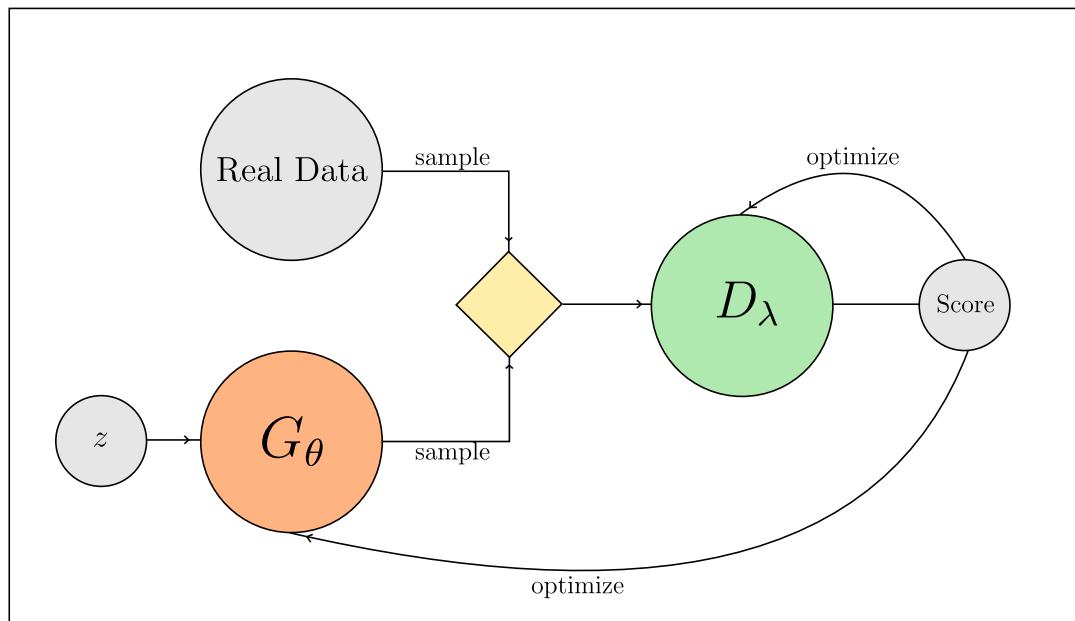 Real Data
sample
optimize
D_λ
Score
z
G_θ
sample
optimize